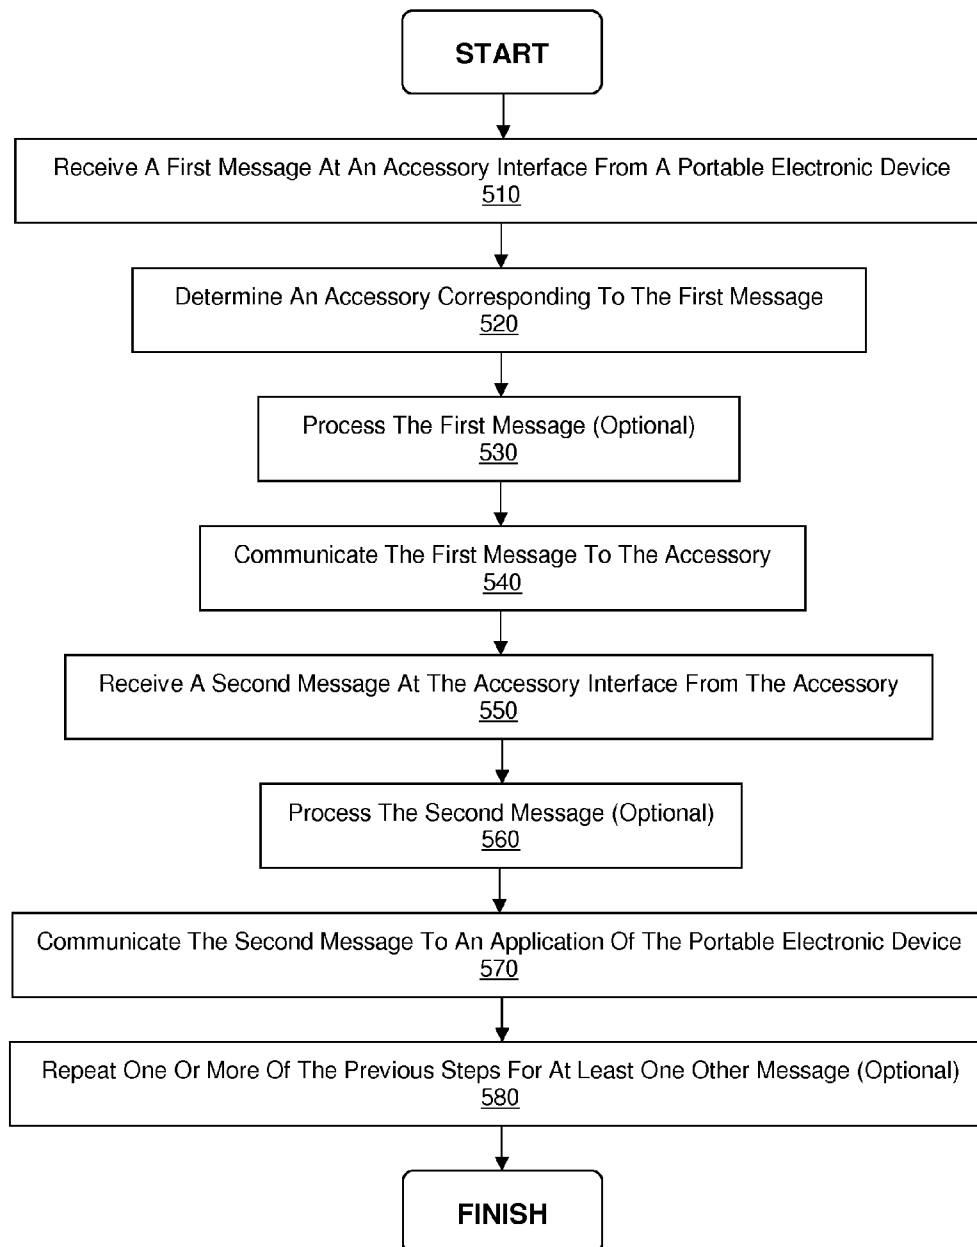 START
Receive A First Message At An Accessory Interface From A Portable Electronic Device
510
Determine An Accessory Corresponding To The First Message
520
Process The First Message (Optional)
530
Communicate The First Message To The Accessory
540
Receive A Second Message At The Accessory Interface From The Accessory
550
Process The Second Message (Optional)
560
Communicate The Second Message To An Application Of The Portable Electronic Device
570
Repeat One Or More Of The Previous Steps For At Least One Other Message (Optional)
580
FINISH